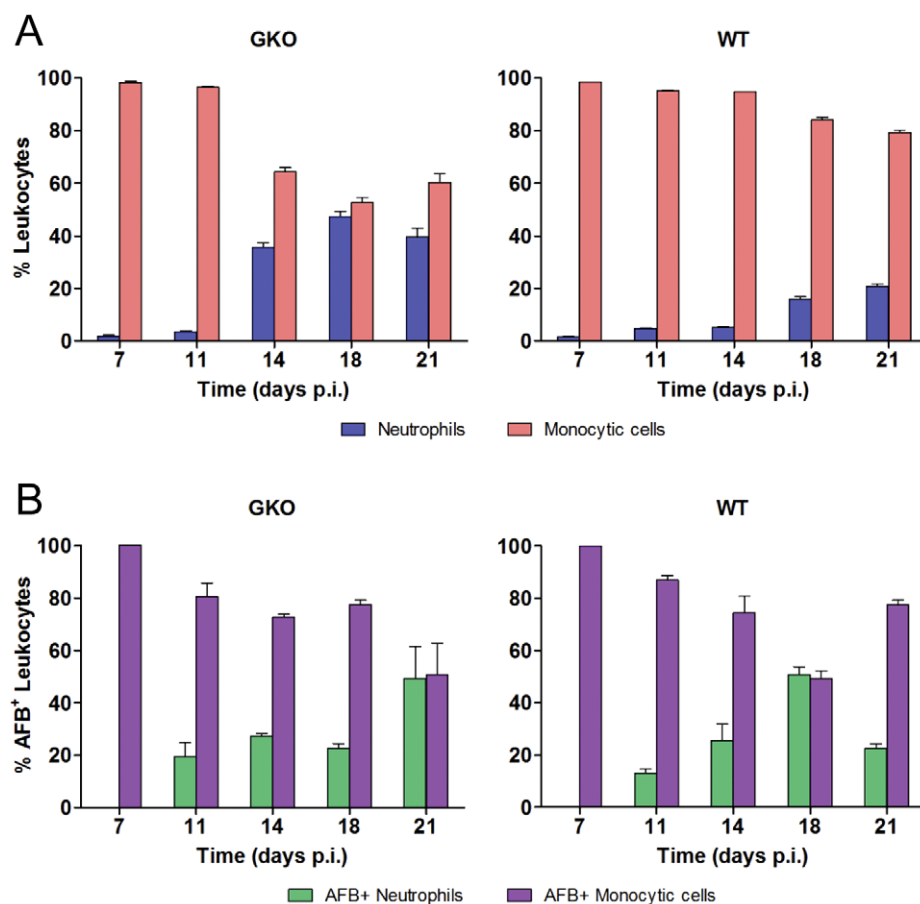 A
GKO
WT
% Leukocytes
100
80
60
40
20
0
7 11 14 18 21
Time (days p.i.)
100
80
60
40
20
0
7 11 14 18 21
Time (days p.i.)
Neutrophils Monocytic cells
B
GKO
WT
% AFB⁺ Leukocytes
100
80
60
40
20
0
7 11 14 18 21
Time (days p.i.)
100
80
60
40
20
0
7 11 14 18 21
Time (days p.i.)
AFB+ Neutrophils AFB+ Monocytic cells